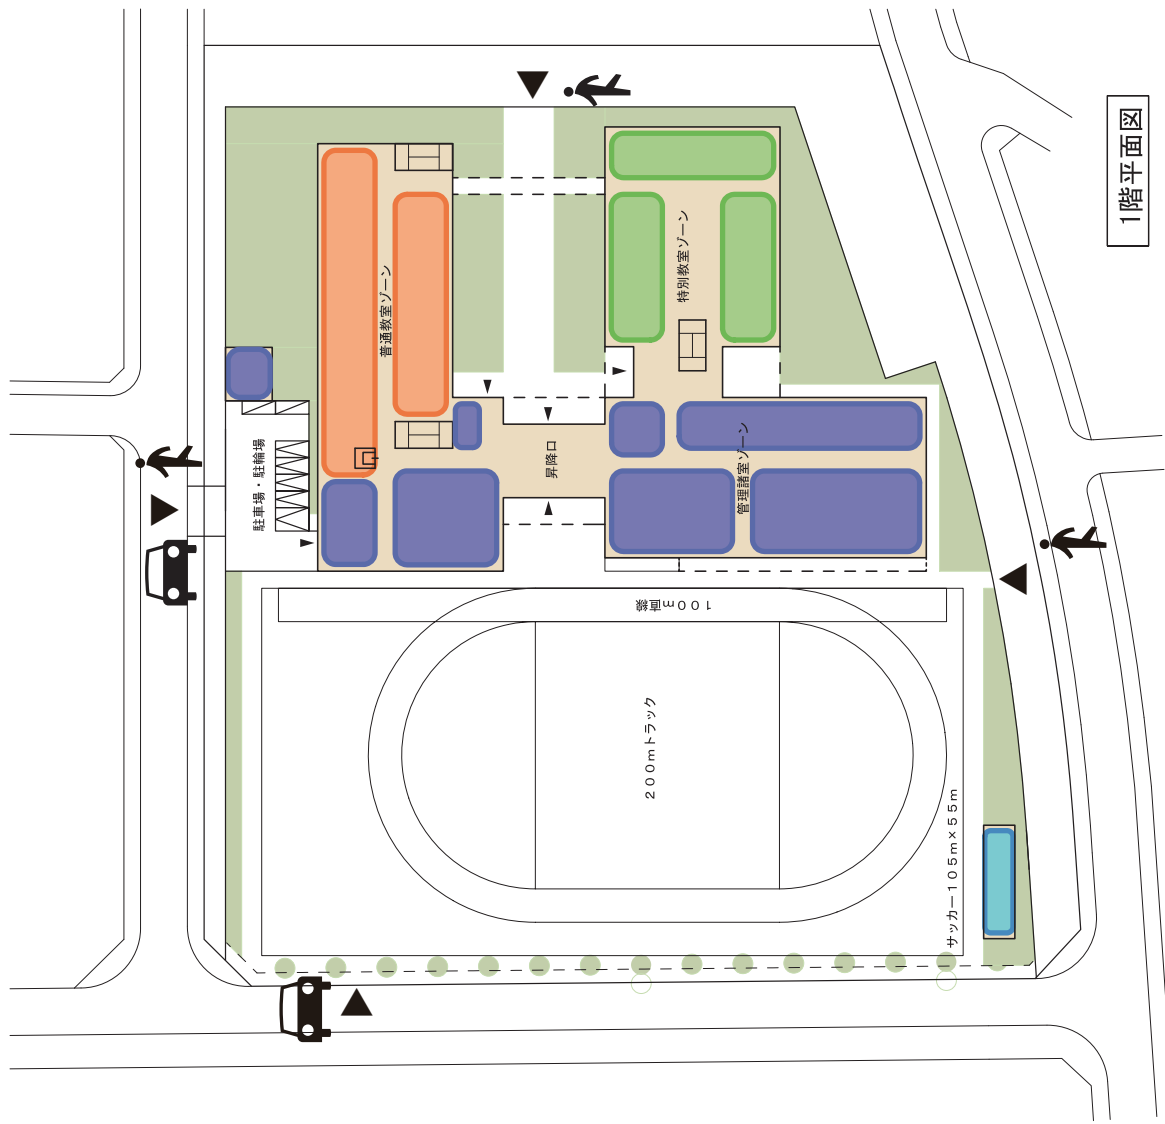 1階平面図
特別教室ゾーン
普通教室ゾーン
昇降口
駐車場・駐輪場
管理諸室ゾーン
100m直線
200mトラック
サッカー105m×55m